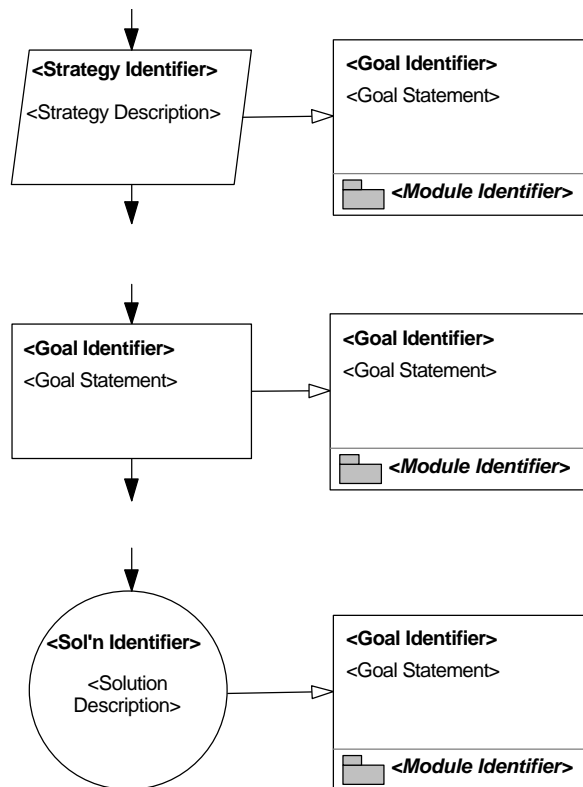 <Strategy Identifier>
<Strategy Description>
<Goal Identifier>
<Goal Statement>
<Module Identifier>
<Goal Identifier>
<Goal Statement>
<Goal Identifier>
<Goal Statement>
<Module Identifier>
<Sol'n Identifier>
<Solution
Description>
<Goal Identifier>
<Goal Statement>
<Module Identifier>